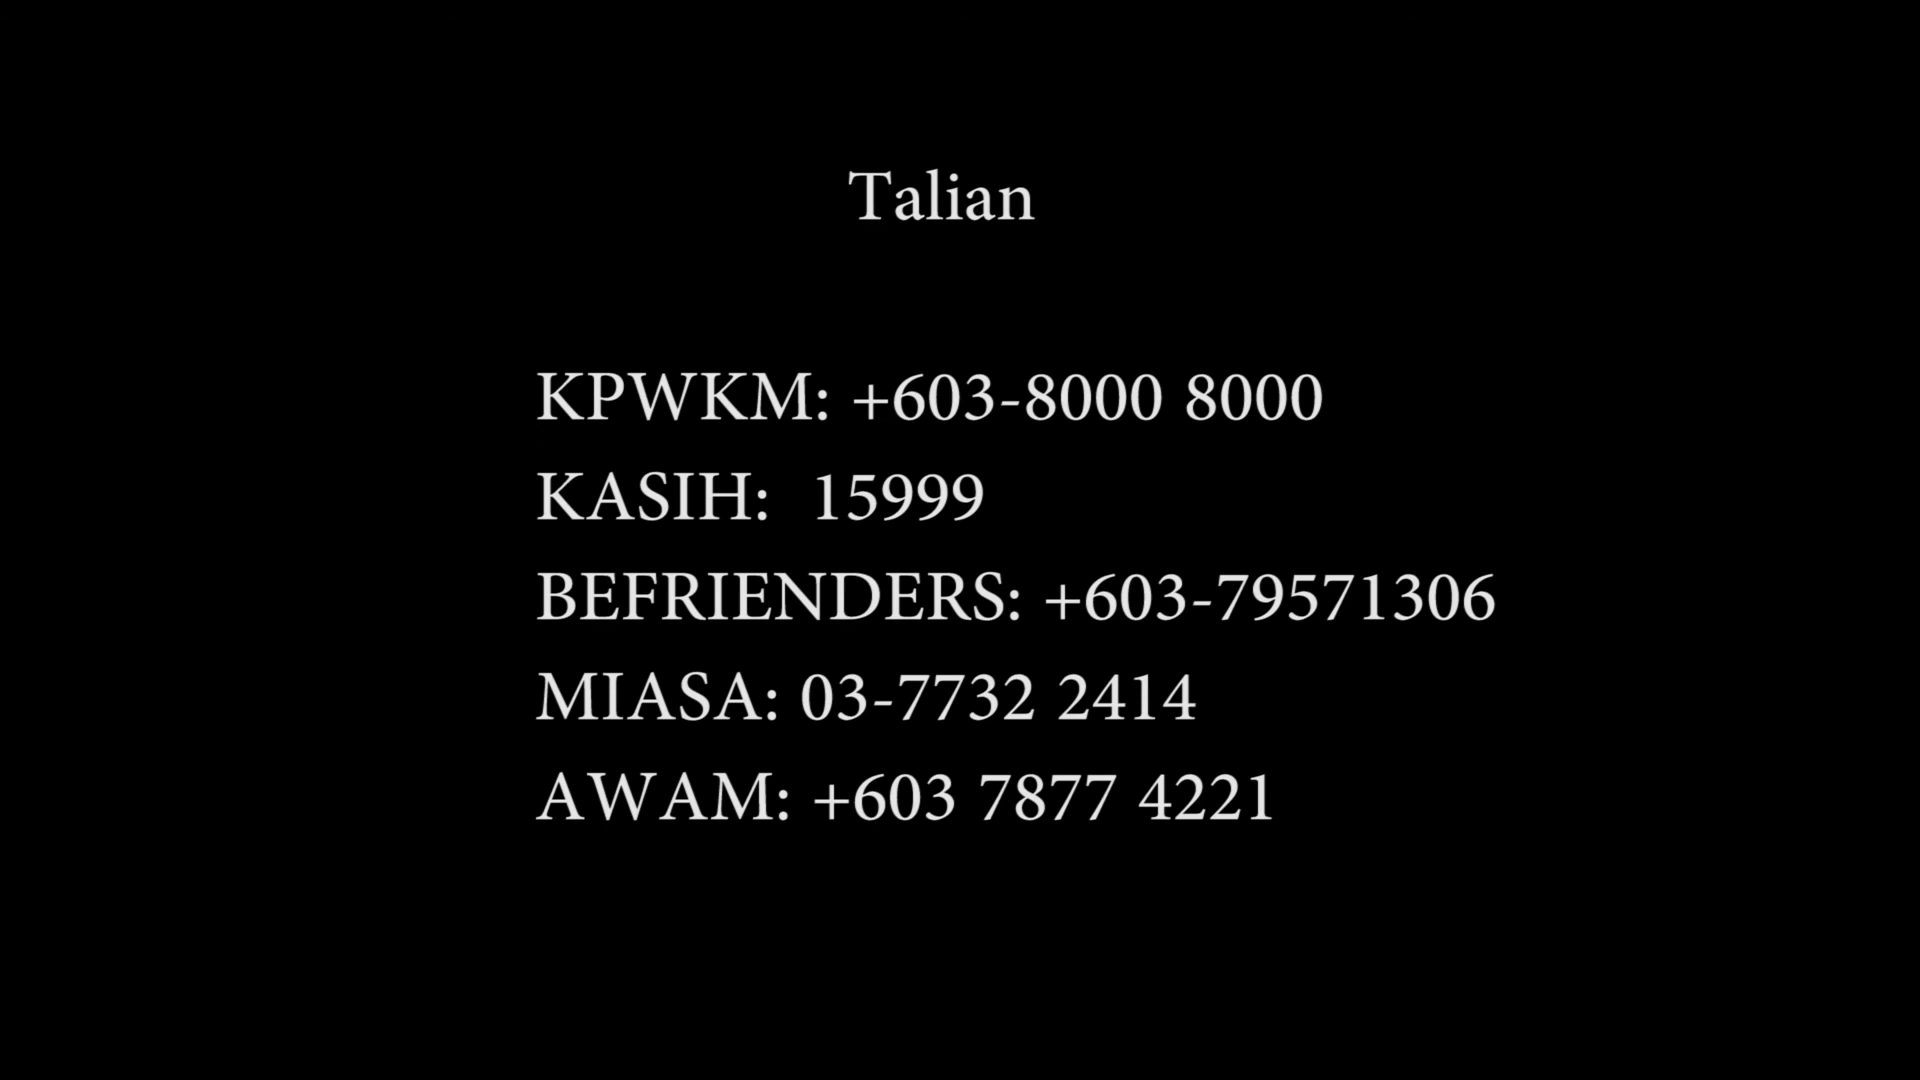 Talian
KPWKM: +603-8000 8000
KASIH:  15999
BEFRIENDERS: +603-79571306
MIASA: 03-7732 2414
AWAM: +603 7877 4221